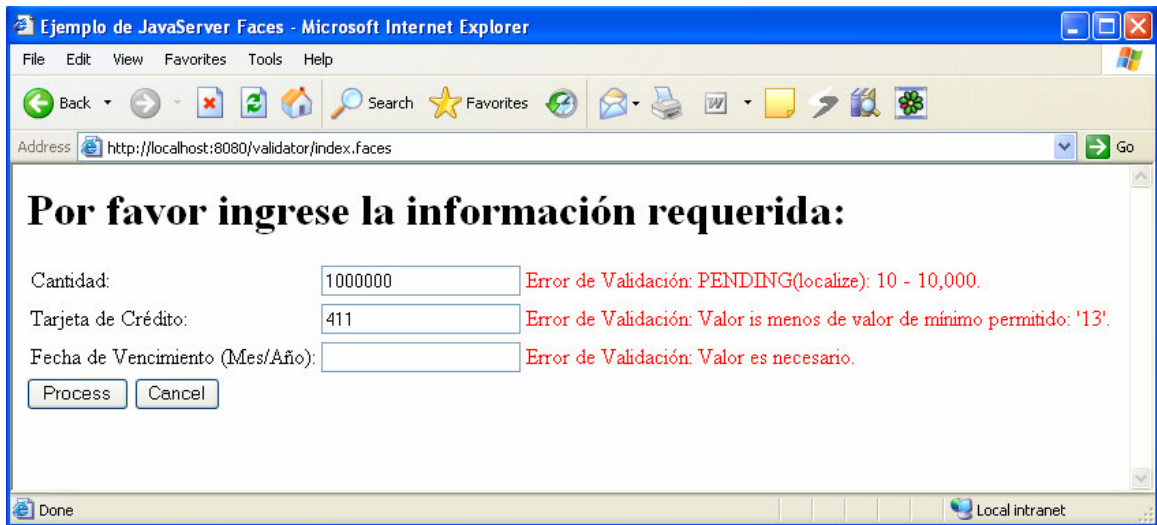 Ejemplo de JavaServer Faces - Microsoft Internet Explorer
File Edit View Favorites Tools Help
Back Search Favorites W
Address http://localhost:8080/validator/index.faces Go
Por favor ingrese la información requerida:
Cantidad: 1000000 Error de Validación: PENDING(localize): 10 - 10,000.
Tarjeta de Crédito: 411 Error de Validación: Valor is menos de valor de mínimo permitido: '13'.
Fecha de Vencimiento (Mes/Año): Error de Validación: Valor es necesario.
Process Cancel
Done Local intranet